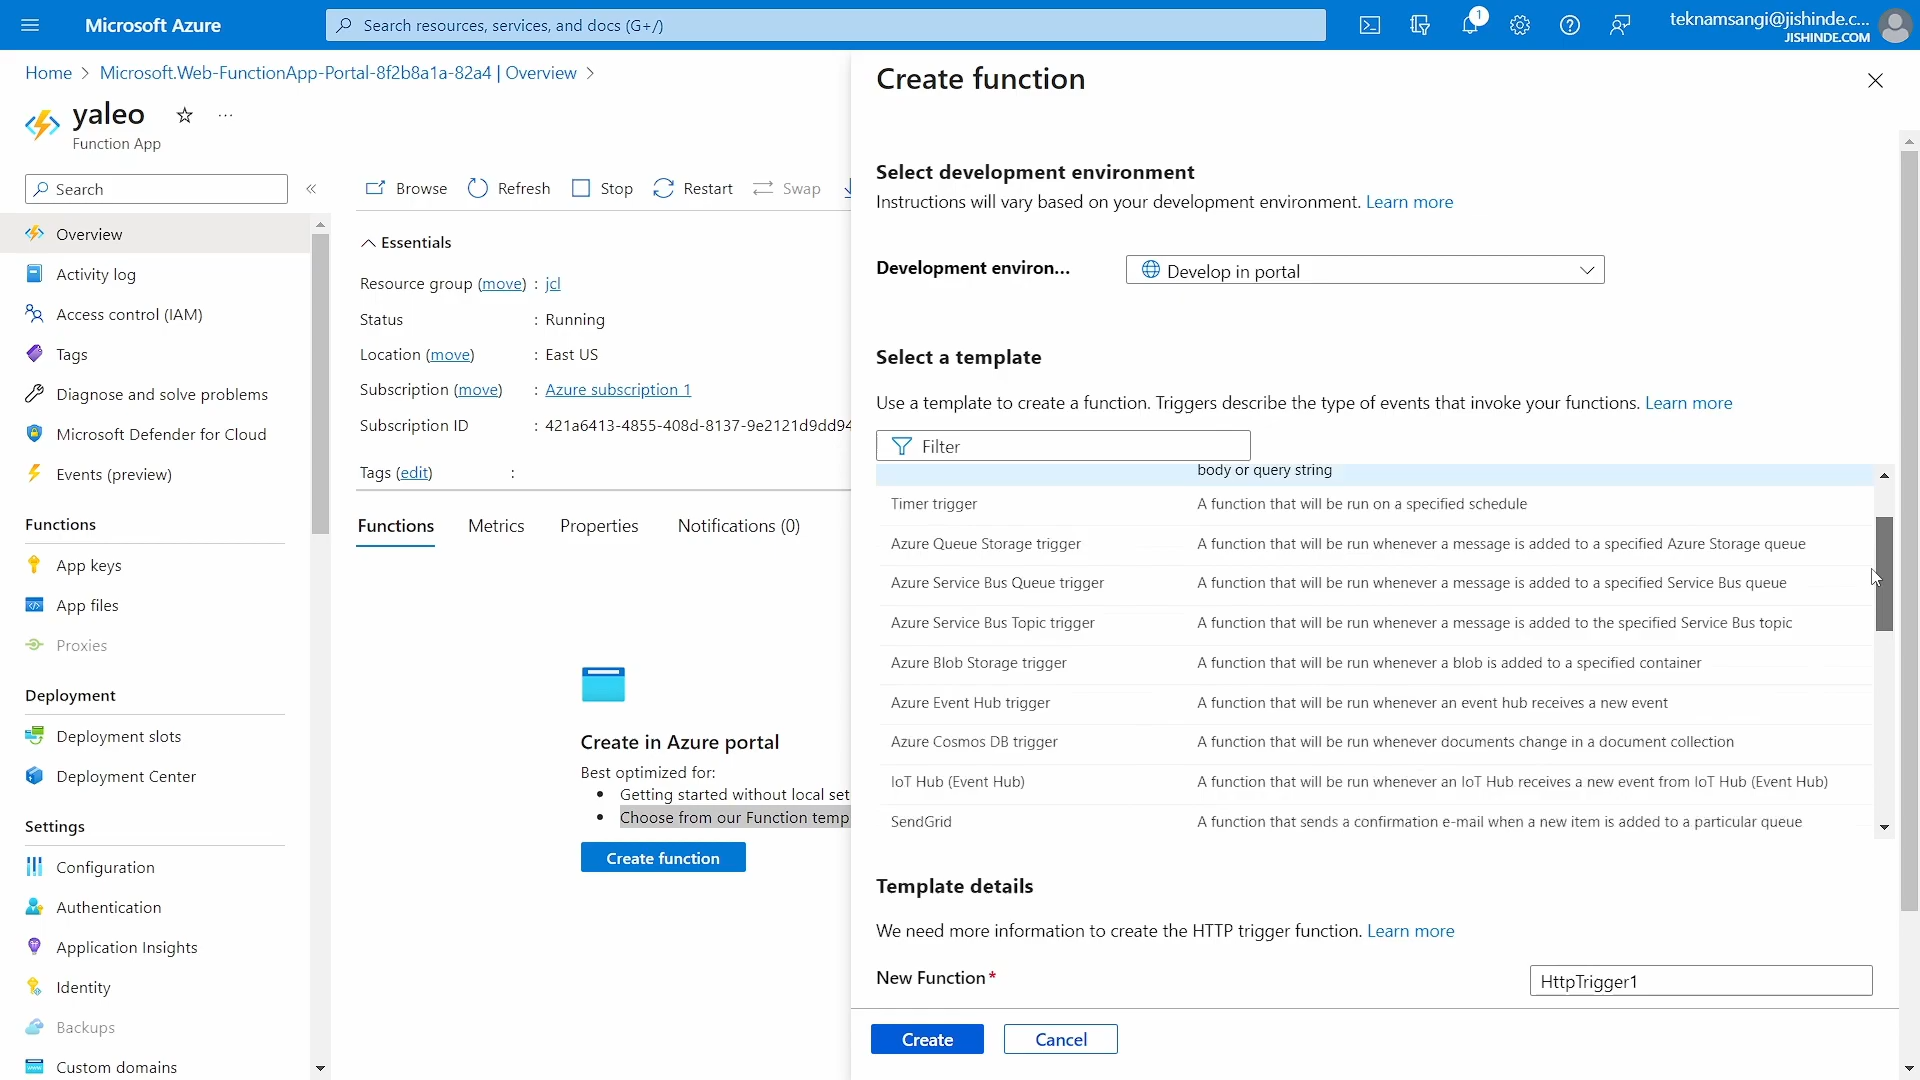 Microsoft Azure
Search resources, services, and docs (G+/)
1
teknamsangi@jishinde.c...
JISHINDE.COM
Home > Microsoft.Web-FunctionApp-Portal-8f2b8a1a-82a4 | Overview >
yaleo
Function App
Search
Overview
Activity log
Access control (IAM)
Tags
Diagnose and solve problems
Microsoft Defender for Cloud
Events (preview)
Functions
App keys
App files
Proxies
Deployment
Deployment slots
Deployment Center
Settings
Configuration
Authentication
Application Insights
Identity
Backups
Custom domains
Browse Refresh Stop Restart Swap
Essentials
Resource group (move) : jcl
Status : Running
Location (move) : East US
Subscription (move) : Azure subscription 1
Subscription ID : 421a6413-4855-408d-8137-9e2121d9dd94
Tags (edit) :
Functions Metrics Properties Notifications (0)
Create in Azure portal
Best optimized for:
• Getting started without local set
• Choose from our Function temp
Create function
Create function
Select development environment
Instructions will vary based on your development environment. Learn more
Development environ... Develop in portal
Select a template
Use a template to create a function. Triggers describe the type of events that invoke your functions. Learn more
Filter
body or query string
Timer trigger A function that will be run on a specified schedule
Azure Queue Storage trigger A function that will be run whenever a message is added to a specified Azure Storage queue
Azure Service Bus Queue trigger A function that will be run whenever a message is added to a specified Service Bus queue
Azure Service Bus Topic trigger A function that will be run whenever a message is added to the specified Service Bus topic
Azure Blob Storage trigger A function that will be run whenever a blob is added to a specified container
Azure Event Hub trigger A function that will be run whenever an event hub receives a new event
Azure Cosmos DB trigger A function that will be run whenever documents change in a document collection
IoT Hub (Event Hub) A function that will be run whenever an IoT Hub receives a new event from IoT Hub (Event Hub)
SendGrid A function that sends a confirmation e-mail when a new item is added to a particular queue
Template details
We need more information to create the HTTP trigger function. Learn more
New Function* HttpTrigger1
Create Cancel